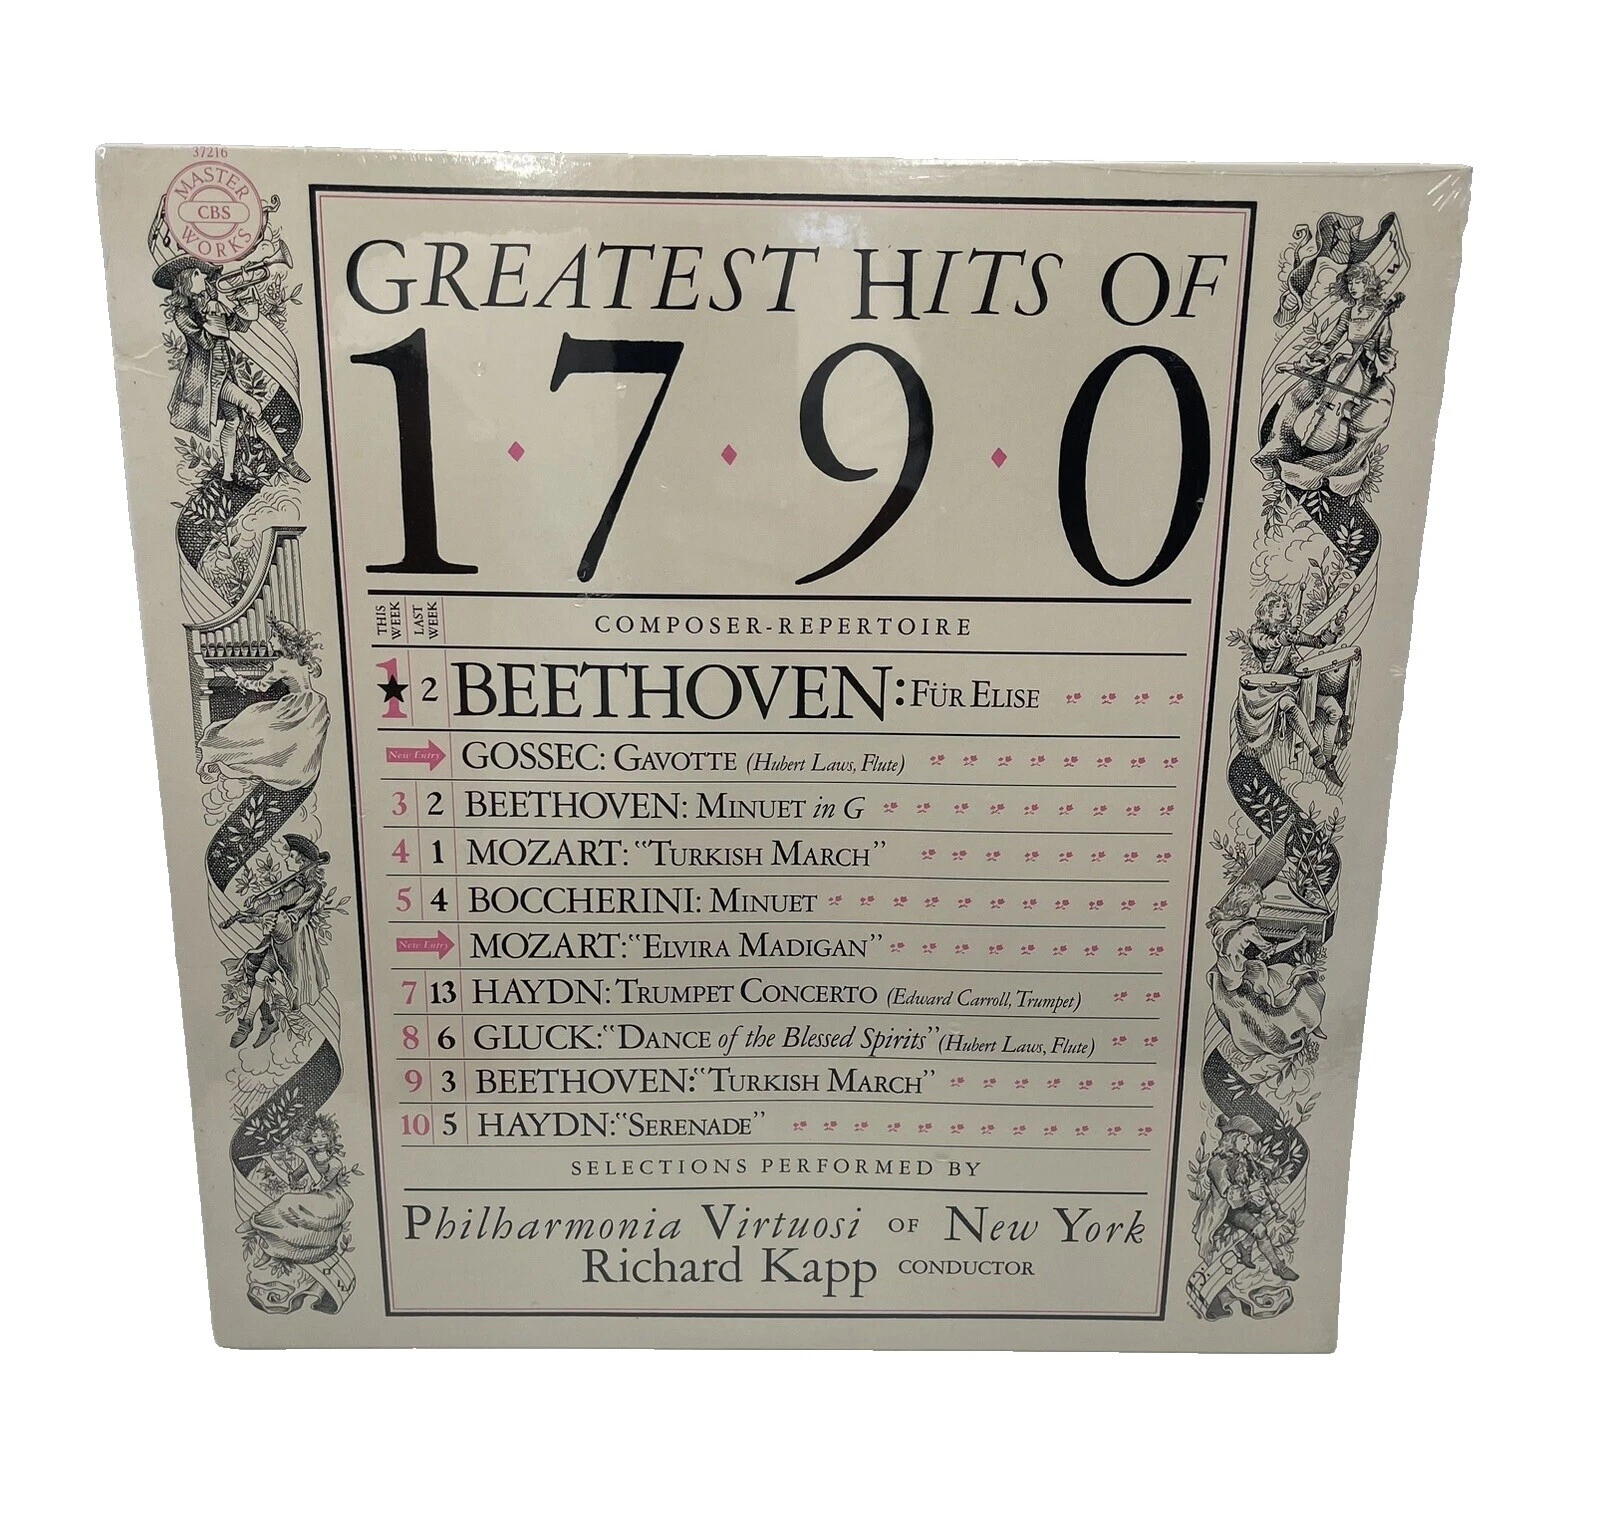 37216
MASTER
CBS
WORKS
GREATEST HITS OF
1·7·9·0
THIS WEEK LAST WEEK COMPOSER-REPERTOIRE
1 2 BEETHOVEN: FÜR ELISE
New Entry GOSSEC: GAVOTTE (Hubert Laws, Flute)
3 2 BEETHOVEN: MINUET in G
4 1 MOZART: "TURKISH MARCH"
5 4 BOCCHERINI: MINUET
New Entry MOZART: "ELVIRA MADIGAN"
7 13 HAYDN: TRUMPET CONCERTO (Edward Carroll, Trumpet)
8 6 GLUCK: "DANCE of the Blessed Spirits" (Hubert Laws, Flute)
9 3 BEETHOVEN: "TURKISH MARCH"
10 5 HAYDN: "SERENADE"
SELECTIONS PERFORMED BY
Philharmonia Virtuosi OF New York
Richard Kapp CONDUCTOR